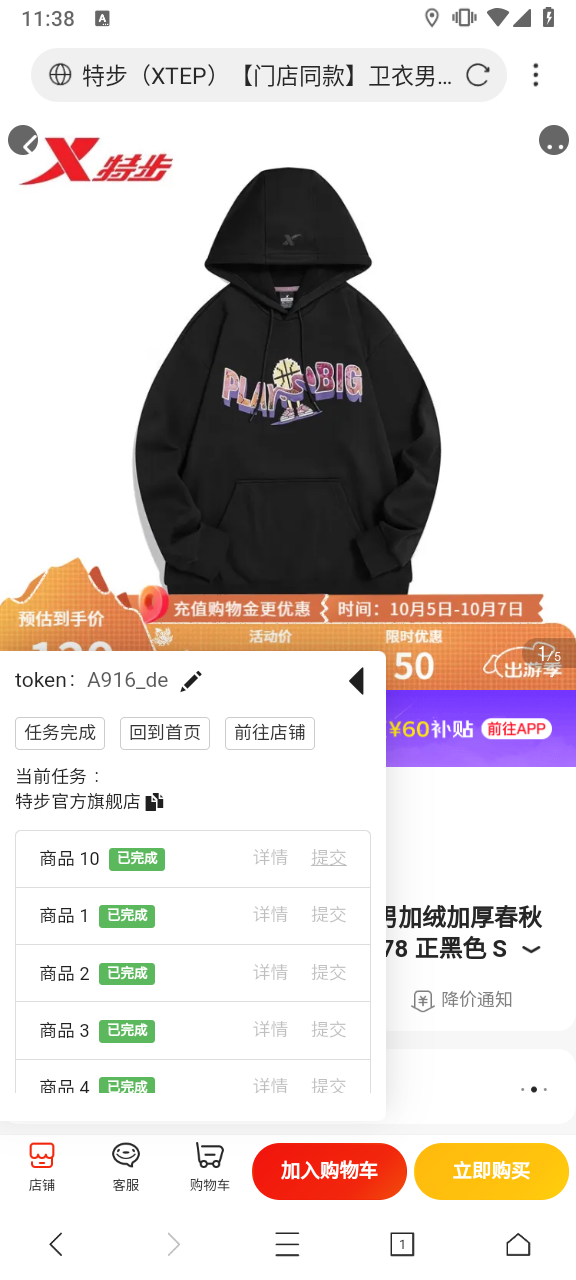 11:38
A
特步（XTEP）【门店同款】卫衣男...
特步
PLAY BIG
预估到手价
充值购物金更优惠
时间：10月5日-10月7日
活动价
限时优惠
50
1/5
出游季
token: A916_de
任务完成
回到首页
前往店铺
¥60补贴
前往APP
当前任务：
特步官方旗舰店
商品 10 已完成 详情 提交
商品 1 已完成 详情 提交
男加绒加厚春秋
78 正黑色 S
商品 2 已完成 详情 提交
降价通知
商品 3 已完成 详情 提交
商品 4 已完成 详情 提交
店铺
客服
购物车
加入购物车
立即购买
1